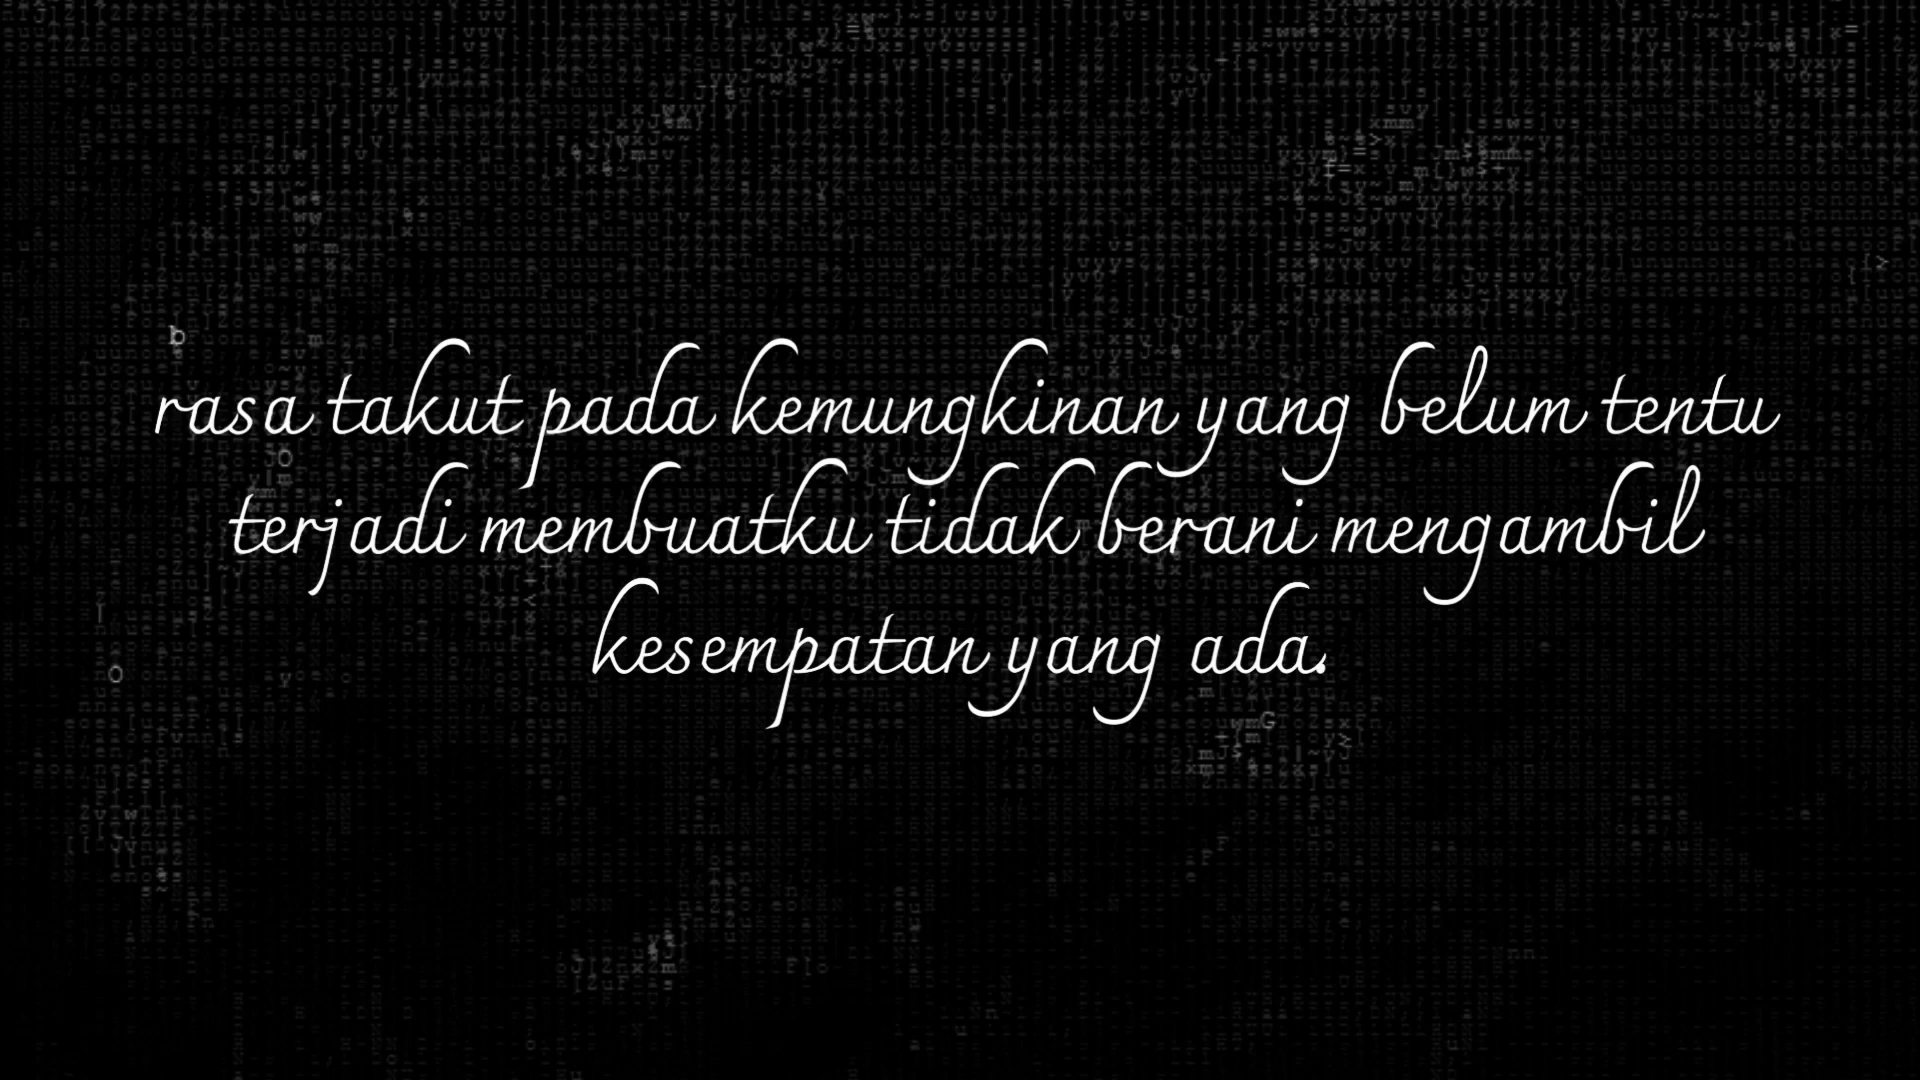 rasa takut pada kemungkinan yang belum tentu
terjadi membuatku tidak berani mengambil
kesempatan yang ada.